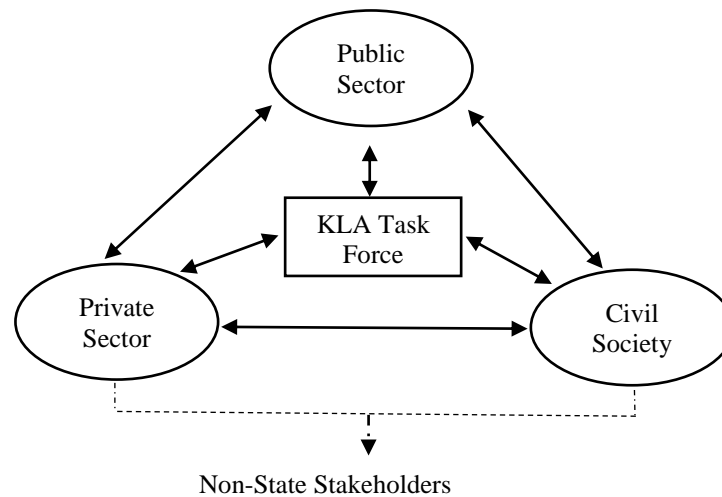 Public
Sector
KLA Task
Force
Private
Sector
Civil
Society
Non-State Stakeholders